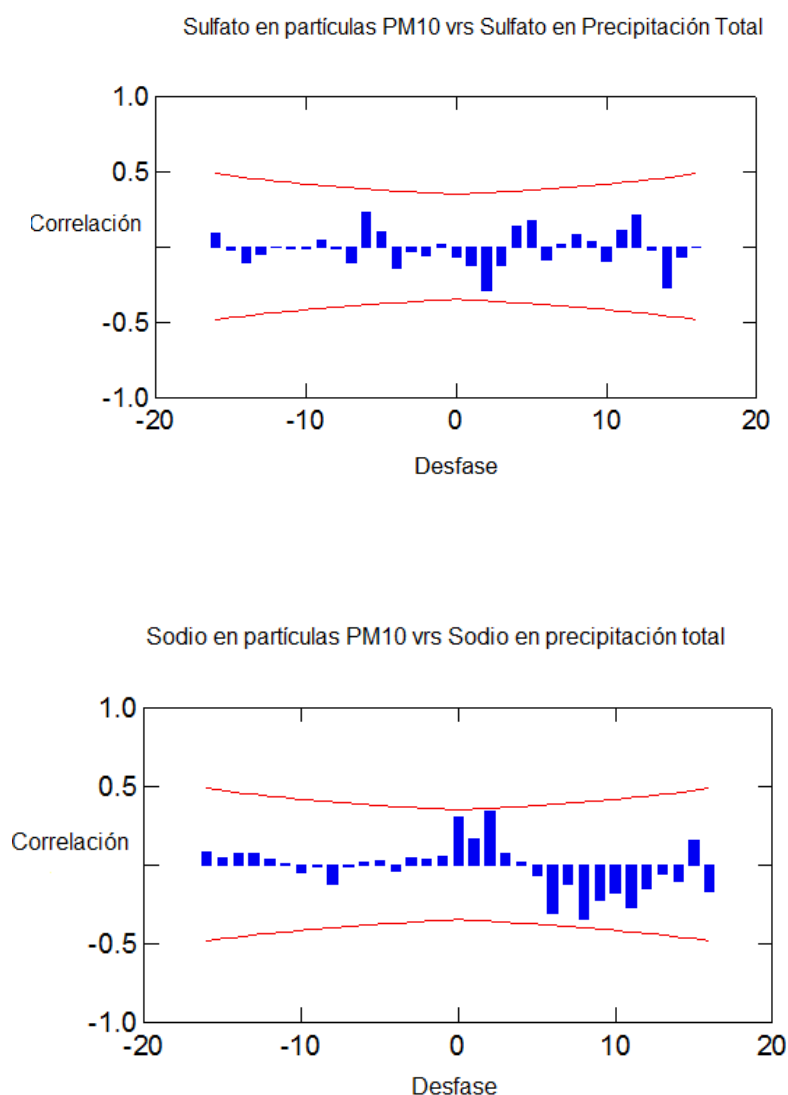 Sulfato en partículas PM10 vrs Sulfato en Precipitación Total
1.0
0.5
Correlación
-0.5
-1.0
-20 -10 0 10 20
Desfase
Sodio en partículas PM10 vrs Sodio en precipitación total
1.0
0.5
Correlación
-0.5
-1.0
-20 -10 0 10 20
Desfase